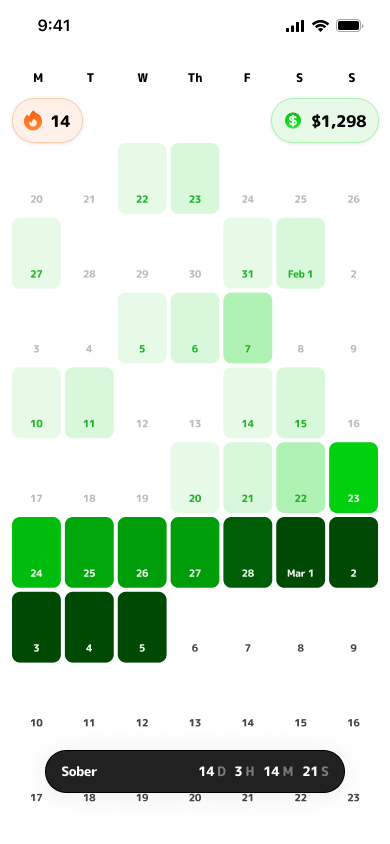 9:41
M T W Th F S S
14 $1,298
20 21 22 23 24 25 26
27 28 29 30 31 Feb 1 2
3 4 5 6 7 8 9
10 11 12 13 14 15 16
17 18 19 20 21 22 23
24 25 26 27 28 Mar 1 2
3 4 5 6 7 8 9
10 11 12 13 14 15 16
Sober 14 D 3 H 14 M 21 S
17 18 19 20 21 22 23